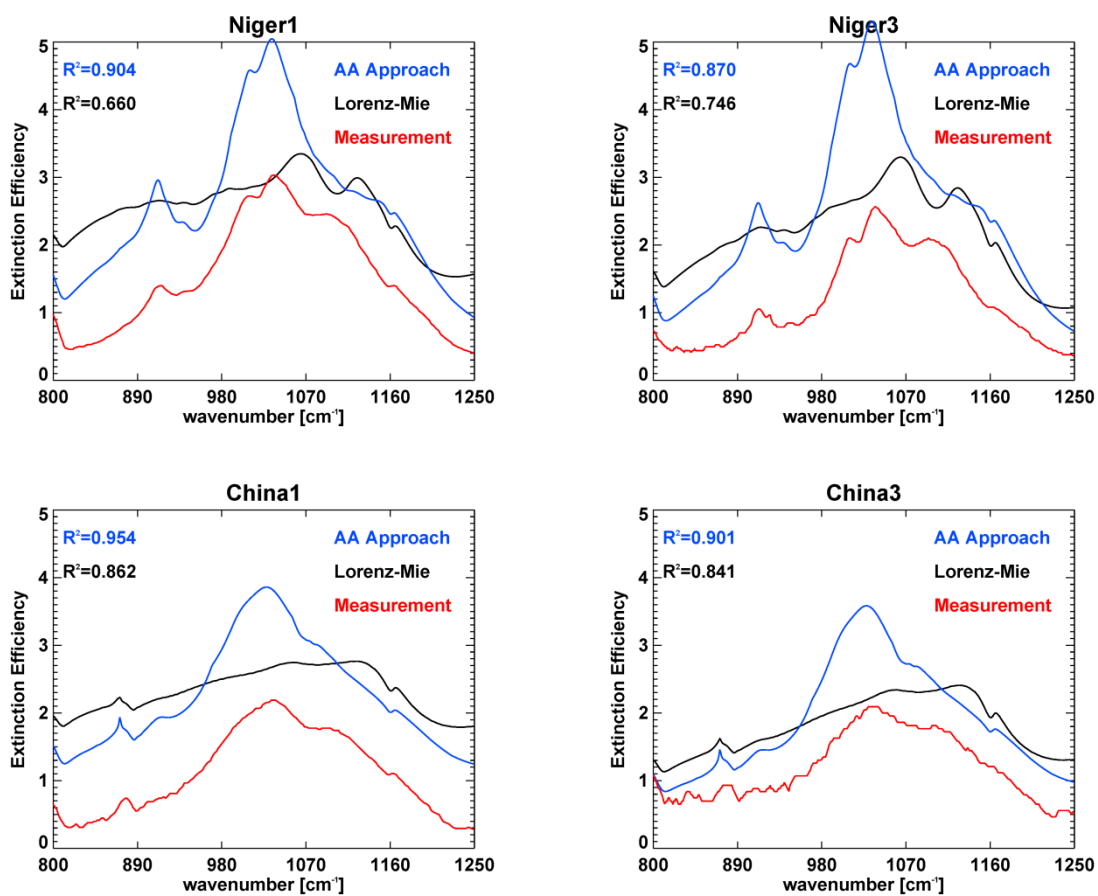 Niger1
5
R²=0.904 AA Approach
4
R²=0.660 Lorenz-Mie
Measurement
3
2
1
0
Extinction Efficiency
800 890 980 1070 1160 1250
wavenumber [cm⁻¹]
Niger3
5
R²=0.870 AA Approach
4
R²=0.746 Lorenz-Mie
Measurement
3
2
1
0
Extinction Efficiency
800 890 980 1070 1160 1250
wavenumber [cm⁻¹]
China1
5
R²=0.954 AA Approach
4
R²=0.862 Lorenz-Mie
Measurement
3
2
1
0
Extinction Efficiency
800 890 980 1070 1160 1250
wavenumber [cm⁻¹]
China3
5
R²=0.901 AA Approach
4
R²=0.841 Lorenz-Mie
Measurement
3
2
1
0
Extinction Efficiency
800 890 980 1070 1160 1250
wavenumber [cm⁻¹]